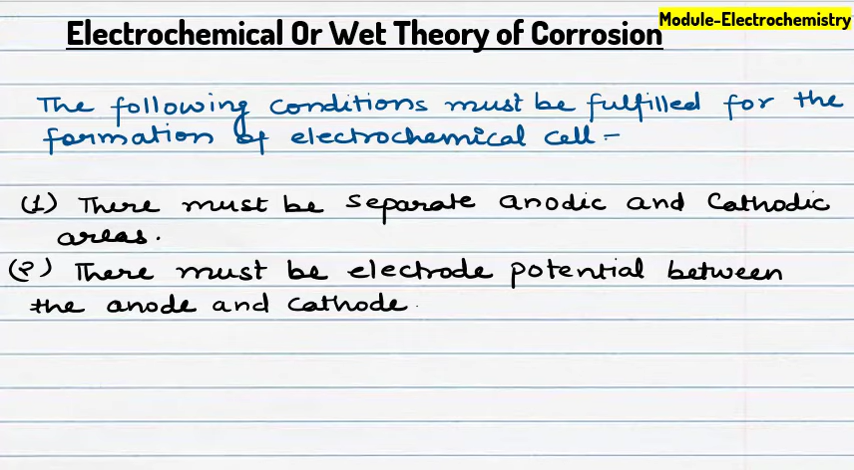 Module-Electrochemistry
Electrochemical Or Wet Theory of Corrosion
The following conditions must be fulfilled for the
formation of electrochemical cell -
(1) There must be separate anodic and cathodic
areas.
(2) There must be electrode potential between
the anode and cathode.